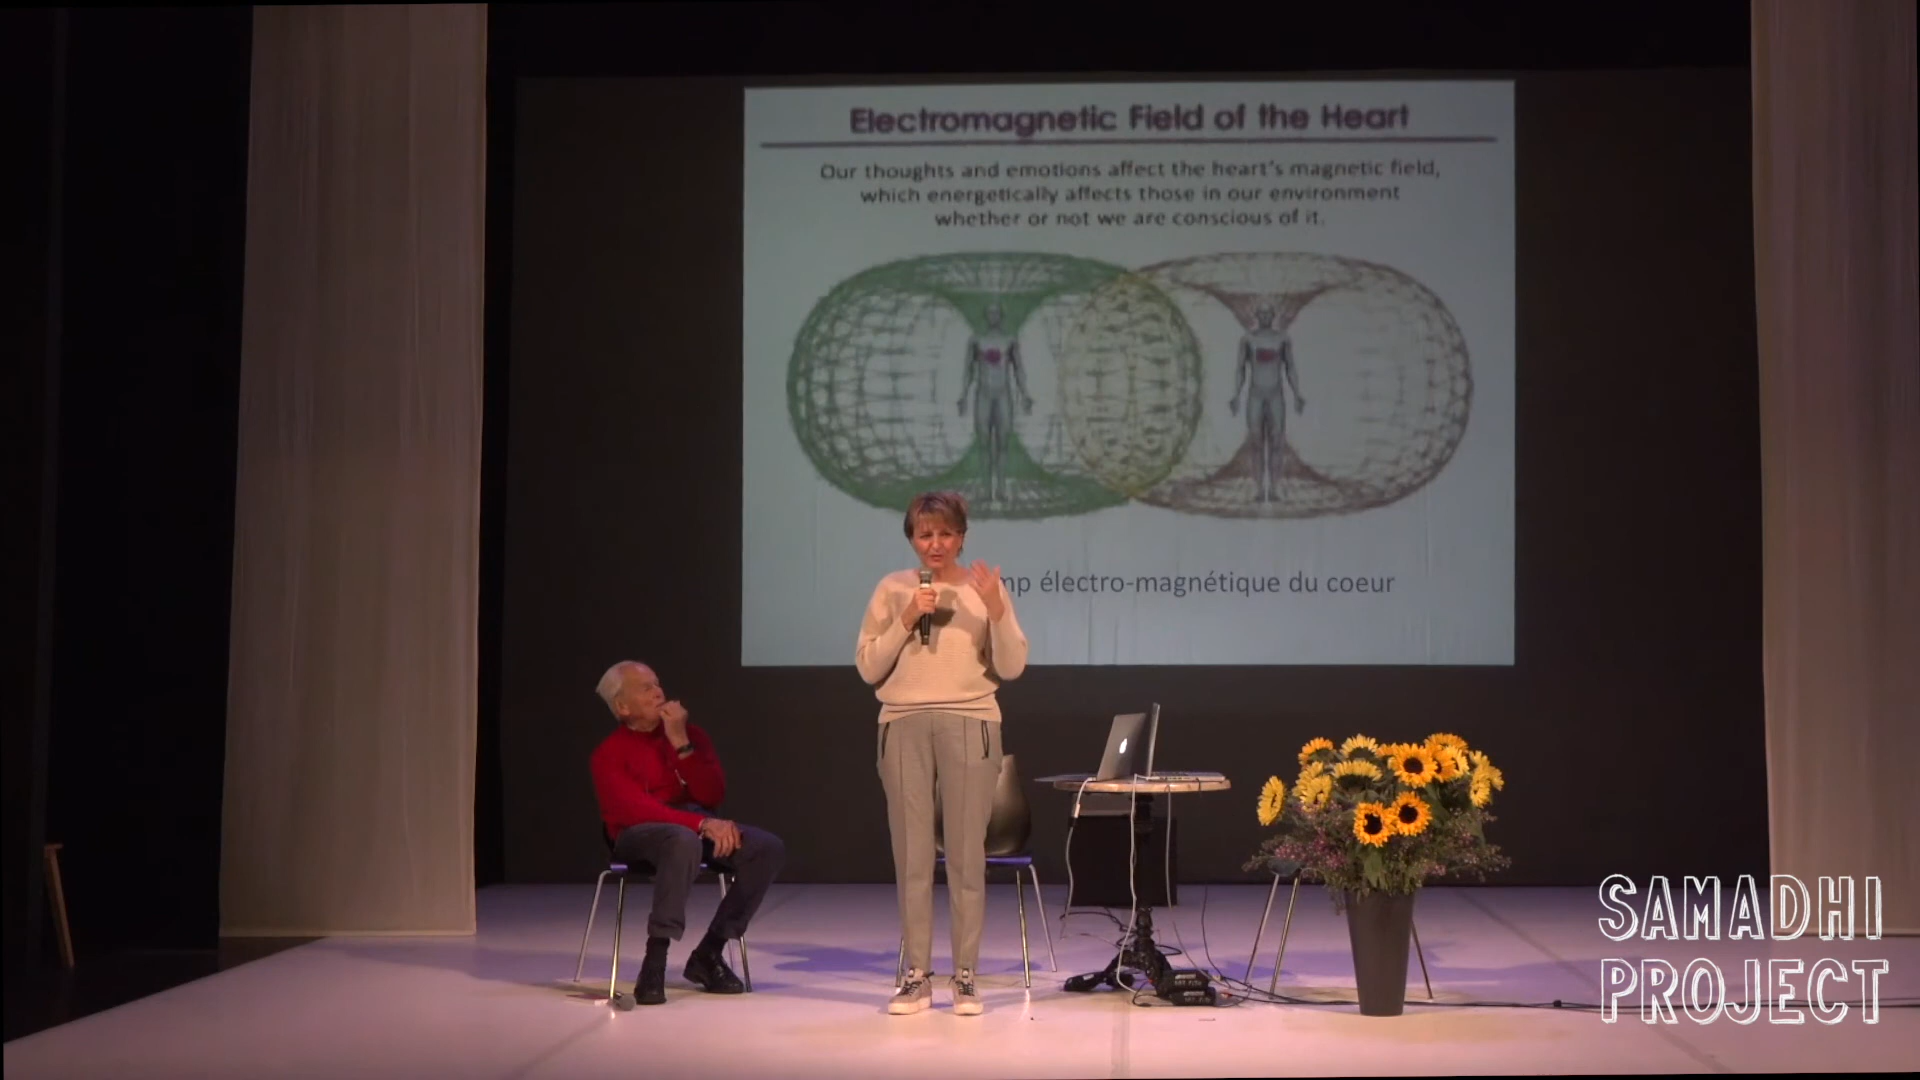 Electromagnetic Field of the Heart
Our thoughts and emotions affect the heart's magnetic field,
which energetically affects those in our environment
whether or not we are conscious of it.
électro-magnétique du coeur
SAMADHI
PROJECT